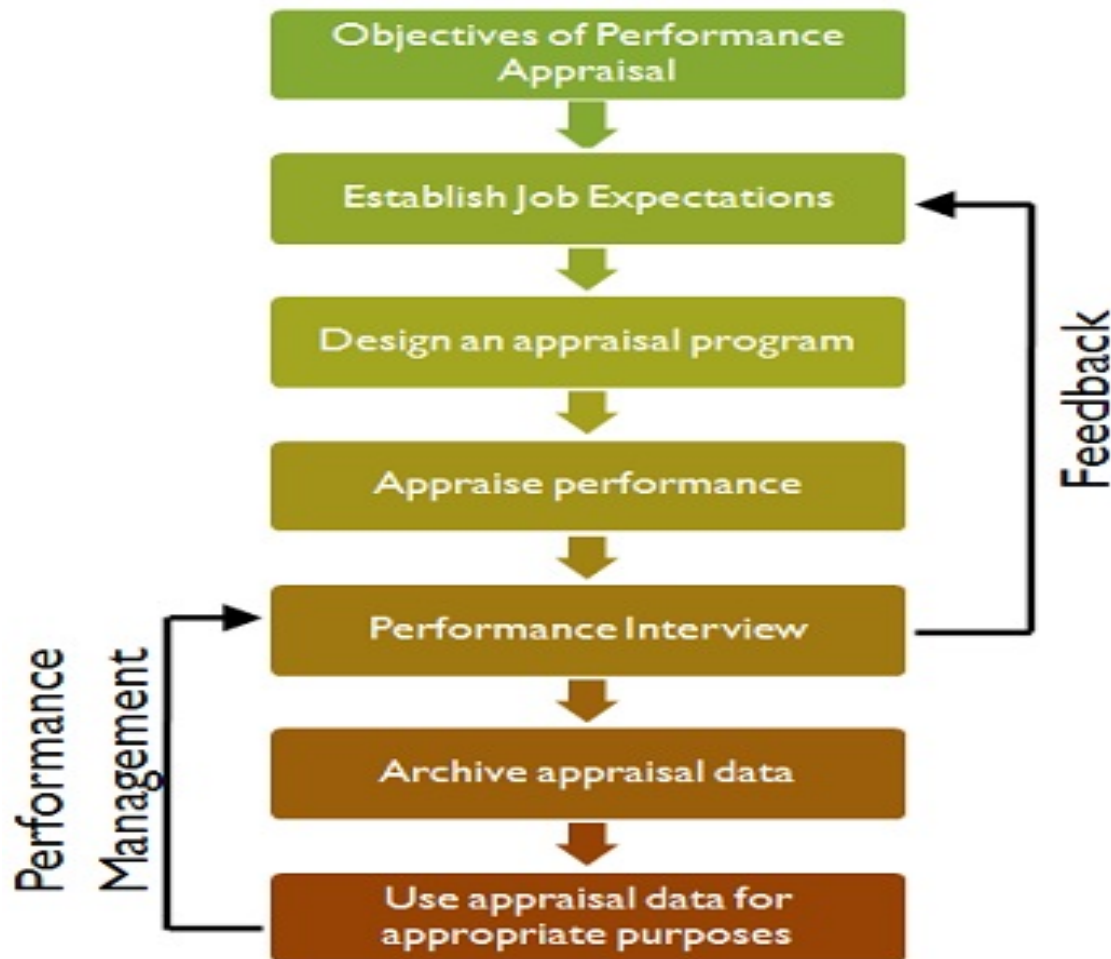 Objectives of Performance
Appraisal
Establish Job Expectations
Design an appraisal program
Appraise performance
Performance Interview
Archive appraisal data
Use appraisal data for
appropriate purposes
Feedback
Performance
Management